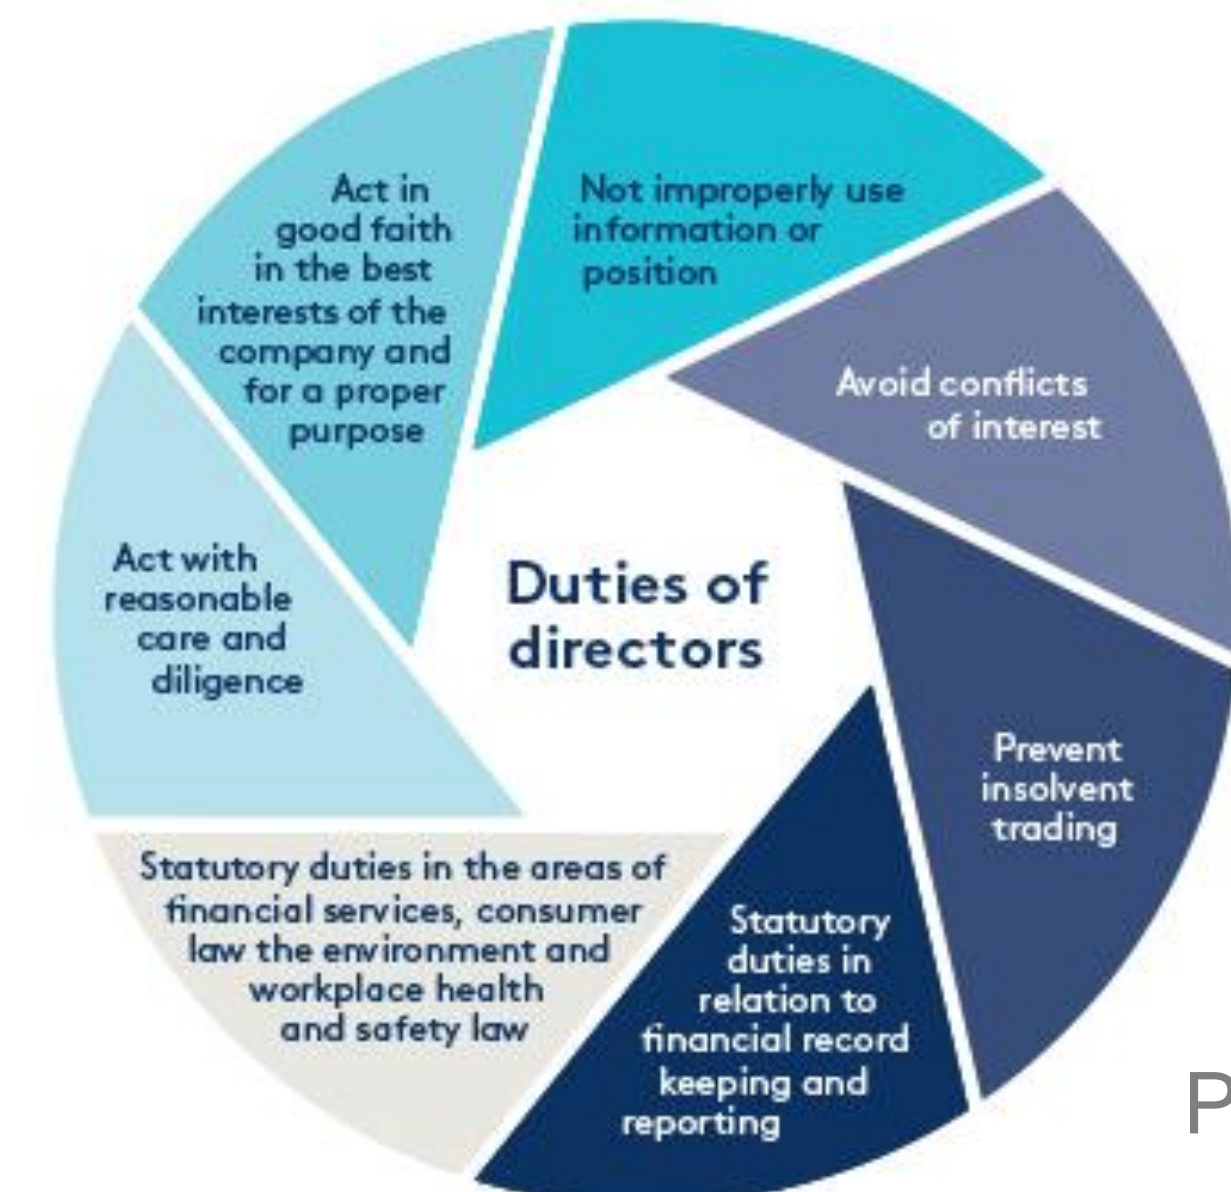 Act in
good faith
in the best
interests of the
company and
for a proper
purpose
Not improperly use
information or
position
Avoid conflicts
of interest
Prevent
insolvent
trading
Statutory
duties in
relation to
financial record
keeping and
reporting
Statutory duties in the areas of
financial services, consumer
law the environment and
workplace health
and safety law
Act with
reasonable
care and
diligence
Duties of
directors
P